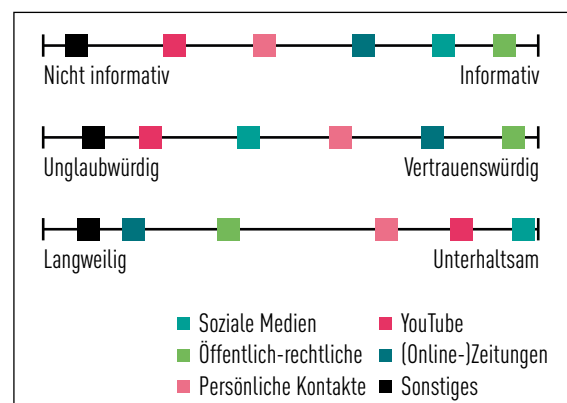 Nicht informativ Informativ
Unglaubwürdig Vertrauenswürdig
Langweilig Unterhaltsam
Soziale Medien YouTube
Öffentlich-rechtliche (Online-)Zeitungen
Persönliche Kontakte Sonstiges